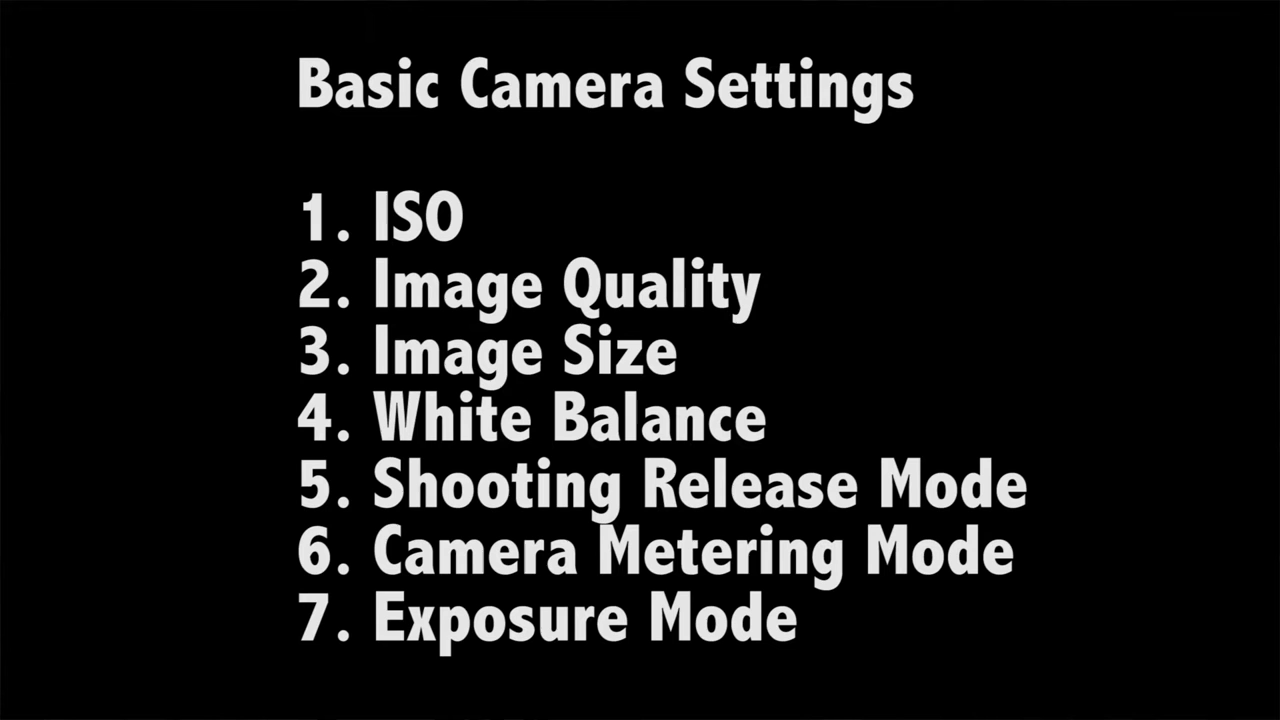 Basic Camera Settings
1. ISO
2. Image Quality
3. Image Size
4. White Balance
5. Shooting Release Mode
6. Camera Metering Mode
7. Exposure Mode